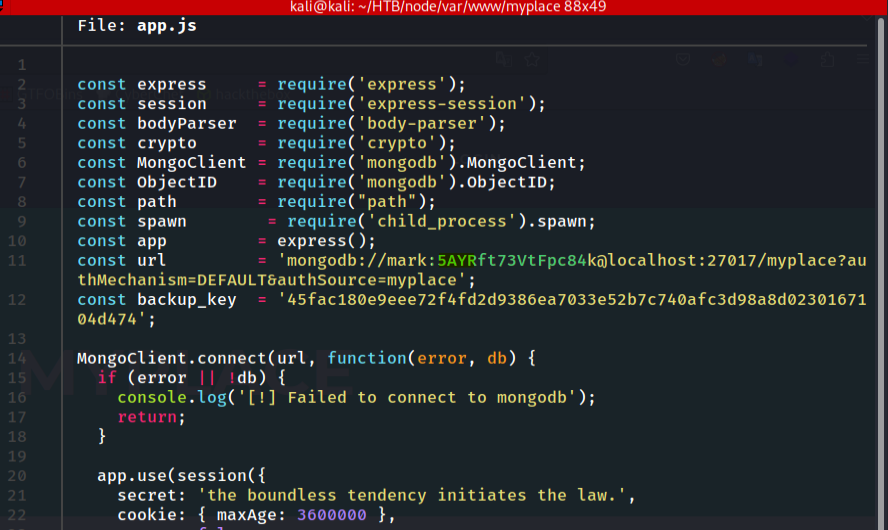 kali@kali: ~/HTB/node/var/www/myplace 88x49
File: app.js
1
2 const express     = require('express');
3 const session     = require('express-session');
4 const bodyParser  = require('body-parser');
5 const crypto      = require('crypto');
6 const MongoClient = require('mongodb').MongoClient;
7 const ObjectID    = require('mongodb').ObjectID;
8 const path        = require("path");
9 const spawn        = require('child_process').spawn;
10 const app         = express();
11 const url         = 'mongodb://mark:5AYRft73VtFpc84k@localhost:27017/myplace?au
thMechanism=DEFAULT&authSource=myplace';
12 const backup_key  = '45fac180e9eee72f4fd2d9386ea7033e52b7c740afc3d98a8d02301671
04d474';
13
14 MongoClient.connect(url, function(error, db) {
15   if (error || !db) {
16     console.log('[!] Failed to connect to mongodb');
17     return;
18   }
19
20   app.use(session({
21     secret: 'the boundless tendency initiates the law.',
22     cookie: { maxAge: 3600000 },